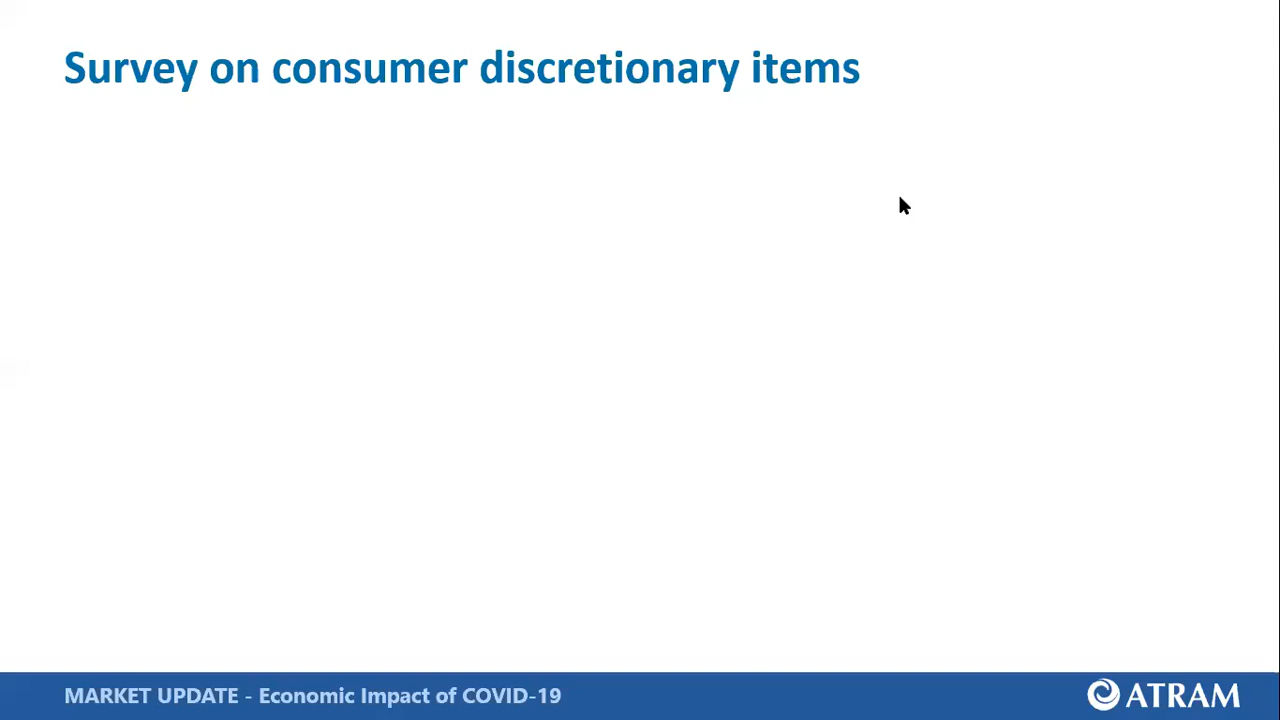 Survey on consumer discretionary items
MARKET UPDATE - Economic Impact of COVID-19
ATRAM